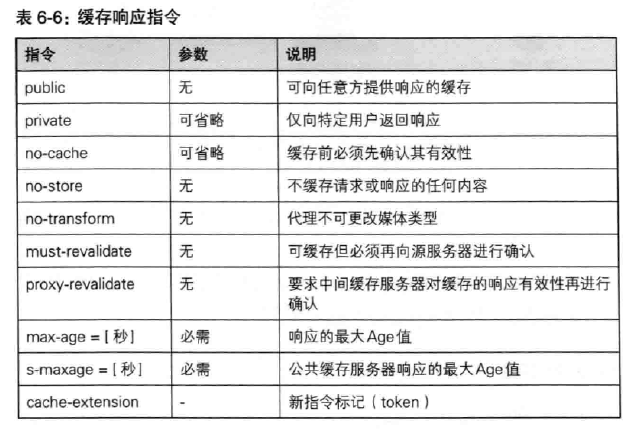 表 6-6：缓存响应指令
指令 参数 说明
public 无 可向任意方提供响应的缓存
private 可省略 仅向特定用户返回响应
no-cache 可省略 缓存前必须先确认其有效性
no-store 无 不缓存请求或响应的任何内容
no-transform 无 代理不可更改媒体类型
must-revalidate 无 可缓存但必须再向源服务器进行确认
proxy-revalidate 无 要求中间缓存服务器对缓存的响应有效性再进行
确认
max-age = [ 秒] 必需 响应的最大Age值
s-maxage = [ 秒] 必需 公共缓存服务器响应的最大Age值
cache-extension - 新指令标记（token）